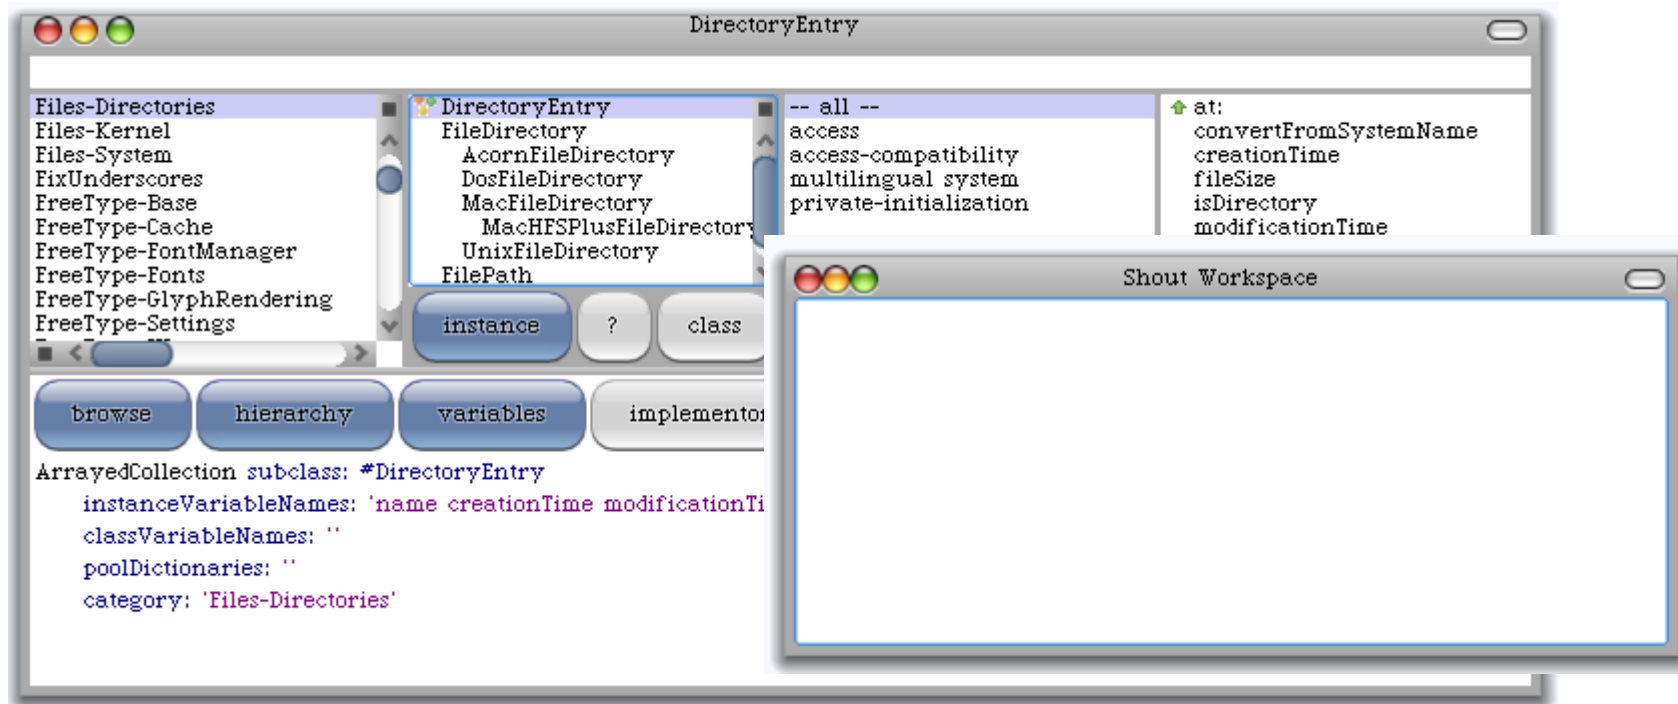 DirectoryEntry
Files-Directories
Files-Kernel
Files-System
FixUnderscores
FreeType-Base
FreeType-Cache
FreeType-FontManager
FreeType-Fonts
FreeType-GlyphRendering
FreeType-Settings
DirectoryEntry
FileDirectory
AcornFileDirectory
DosFileDirectory
MacFileDirectory
MacHFSPlusFileDirectory
UnixFileDirectory
FilePath
-- all --
access
access-compatibility
multilingual system
private-initialization
at:
convertFromSystemName
creationTime
fileSize
isDirectory
modificationTime
instance
?
class
browse
hierarchy
variables
implementor
ArrayedCollection subclass: #DirectoryEntry
instanceVariableNames: 'name creationTime modificationTi
classVariableNames: ''
poolDictionaries: ''
category: 'Files-Directories'
Shout Workspace